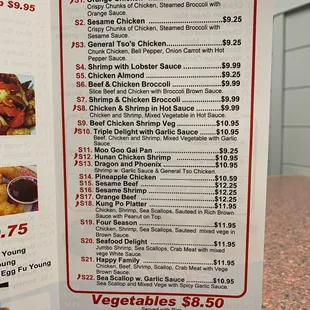 p $9.95
S1.
Crispy Chunks of Chicken, Steamed Broccoli with
Orange Sauce.
S2. Sesame Chicken $9.25
Crispy Chunks of Chicken, Steamed Broccoli with
Sesame Sauce.
S3. General Tso's Chicken $9.25
Chunk Chicken, Bell Pepper, Onion Carrot with Hot
Pepper Sauce.
S4. Shrimp with Lobster Sauce $9.99
S5. Chicken Almond $9.25
S6. Beef & Chicken Broccoli $9.99
Slice Beef and Chicken with Broccoli Brown Sauce.
S7. Shrimp & Chicken Broccoli $9.99
S8. Chicken & Shrimp in Hot Sauce $9.99
Chicken and Shrimp, Mixed Vegetable in Hot Sauce.
S9. Beef Chicken Shrimp Veg $10.95
S10. Triple Delight with Garlic Sauce $10.95
Beef, Chicken and Shrimp, Mixed Vegetable with Garlic
Sauce.
S11. Moo Goo Gai Pan $9.25
S12. Hunan Chicken Shrimp $10.95
S13. Dragon and Phoenix $10.95
Shrimp w. Garlic Sauce & General Tso Chicken.
S14. Pineapple Chicken $10.59
S15. Sesame Beef $12.25
S16. Sesame Shrimp $12.25
S17. Orange Beef $12.25
S18. Kung Po Platter $11.95
Chicken, Shrimp, Sea Scallops, Sauteed in Rich Brown
Sauce with Peanut on Top.
S19. Four Season $11.95
Chicken, Shrimp, Sea Scallops, Sauteed mixed vege in
Brown Sauce.
S20. Seafood Delight $11.95
Jumbo Shrimp, Sea Scallops, Crab Meat with mixed
vege White Sauce.
S21. Happy Family $11.95
Chicken, Beef, Shrimp, Scallop, Crab Meat with Vege
Brown Sauce.
S22. Sea Scallop w. Garlic Sauce $11.95
Sea Scallop and Mixed Vege with Spicy Garlic Sauce.
Vegetables $8.50
.75
Young
ung
Egg Fu Young